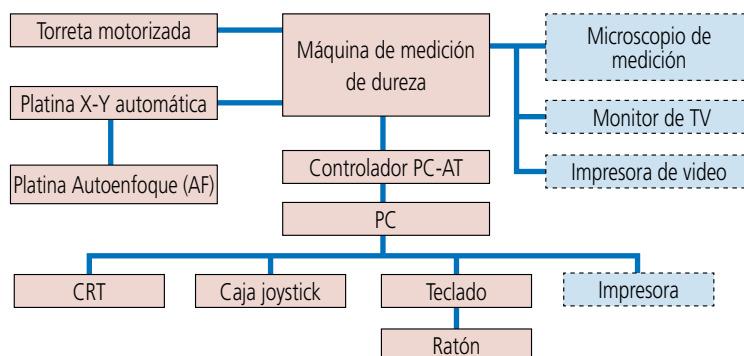 Torreta motorizada
Máquina de medición
de dureza
Microscopio de
medición
Platina X-Y automática
Monitor de TV
Platina Autoenfoque (AF)
Controlador PC-AT
Impresora de video
PC
CRT
Caja joystick
Teclado
Impresora
Ratón